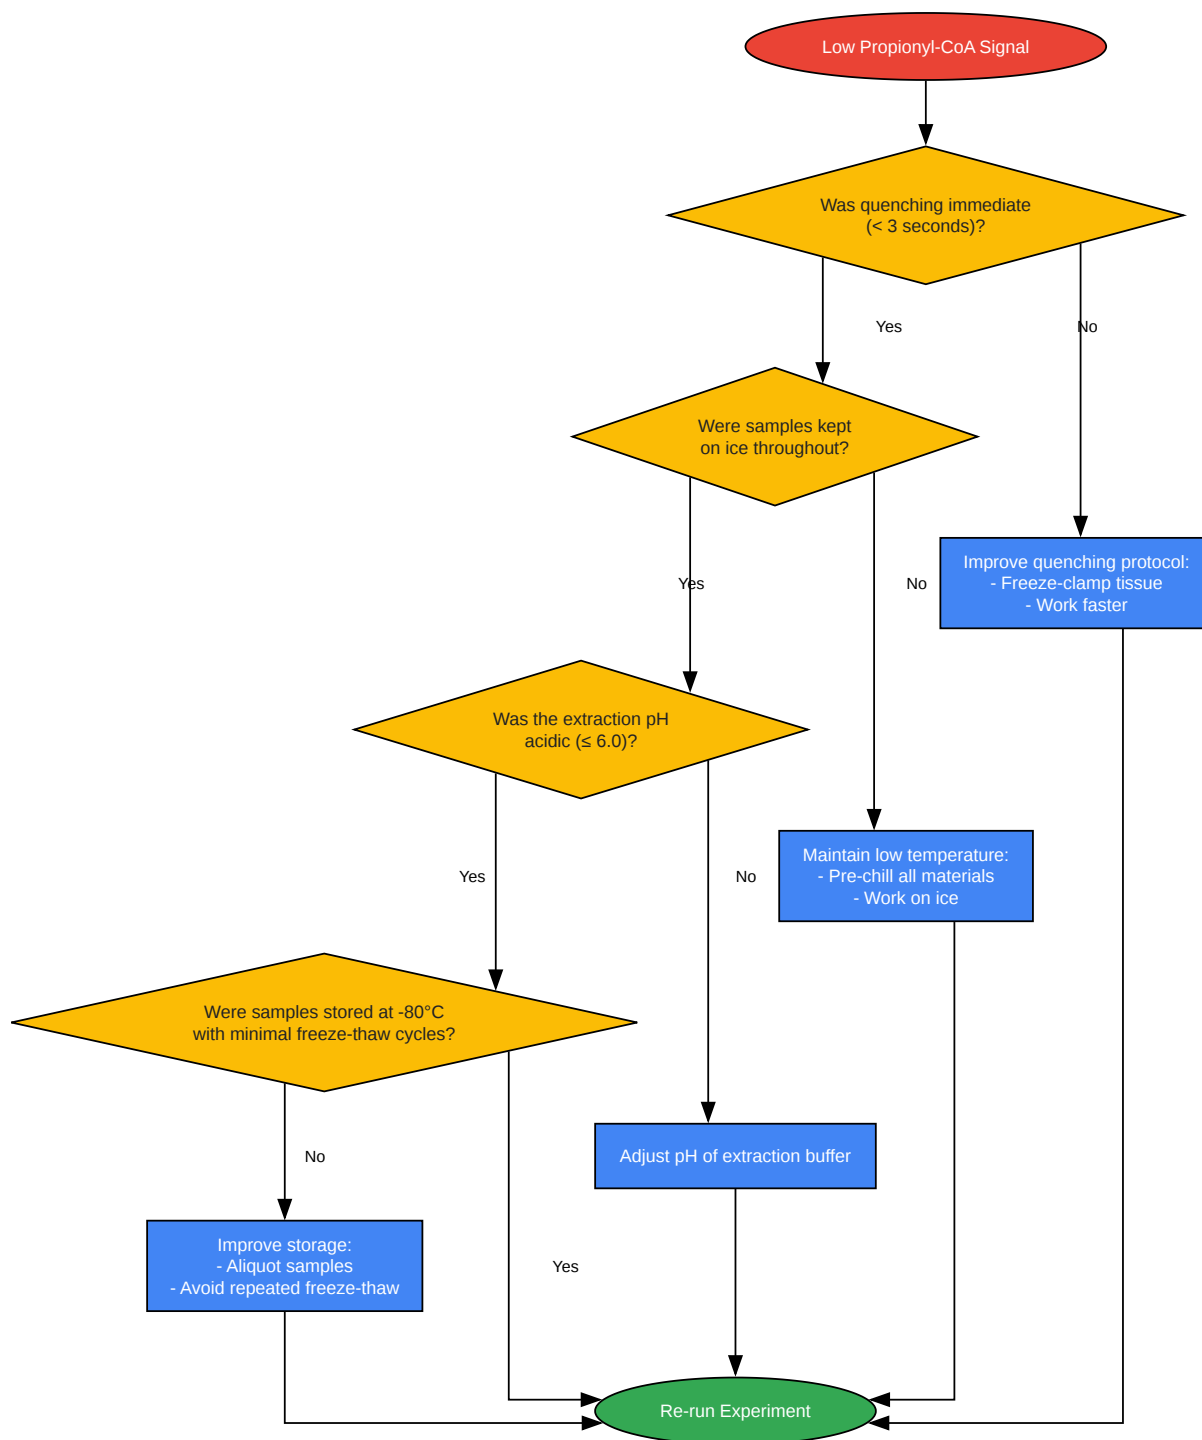 Low Propionyl-CoA Signal
Was quenching immediate
(< 3 seconds)?
Yes
No
Were samples kept
on ice throughout?
Yes
No
Improve quenching protocol:
- Freeze-clamp tissue
- Work faster
Was the extraction pH
acidic (≤ 6.0)?
Yes
No
Maintain low temperature:
- Pre-chill all materials
- Work on ice
Were samples stored at -80°C
with minimal freeze-thaw cycles?
No
Yes
Adjust pH of extraction buffer
Improve storage:
- Aliquot samples
- Avoid repeated freeze-thaw
Re-run Experiment